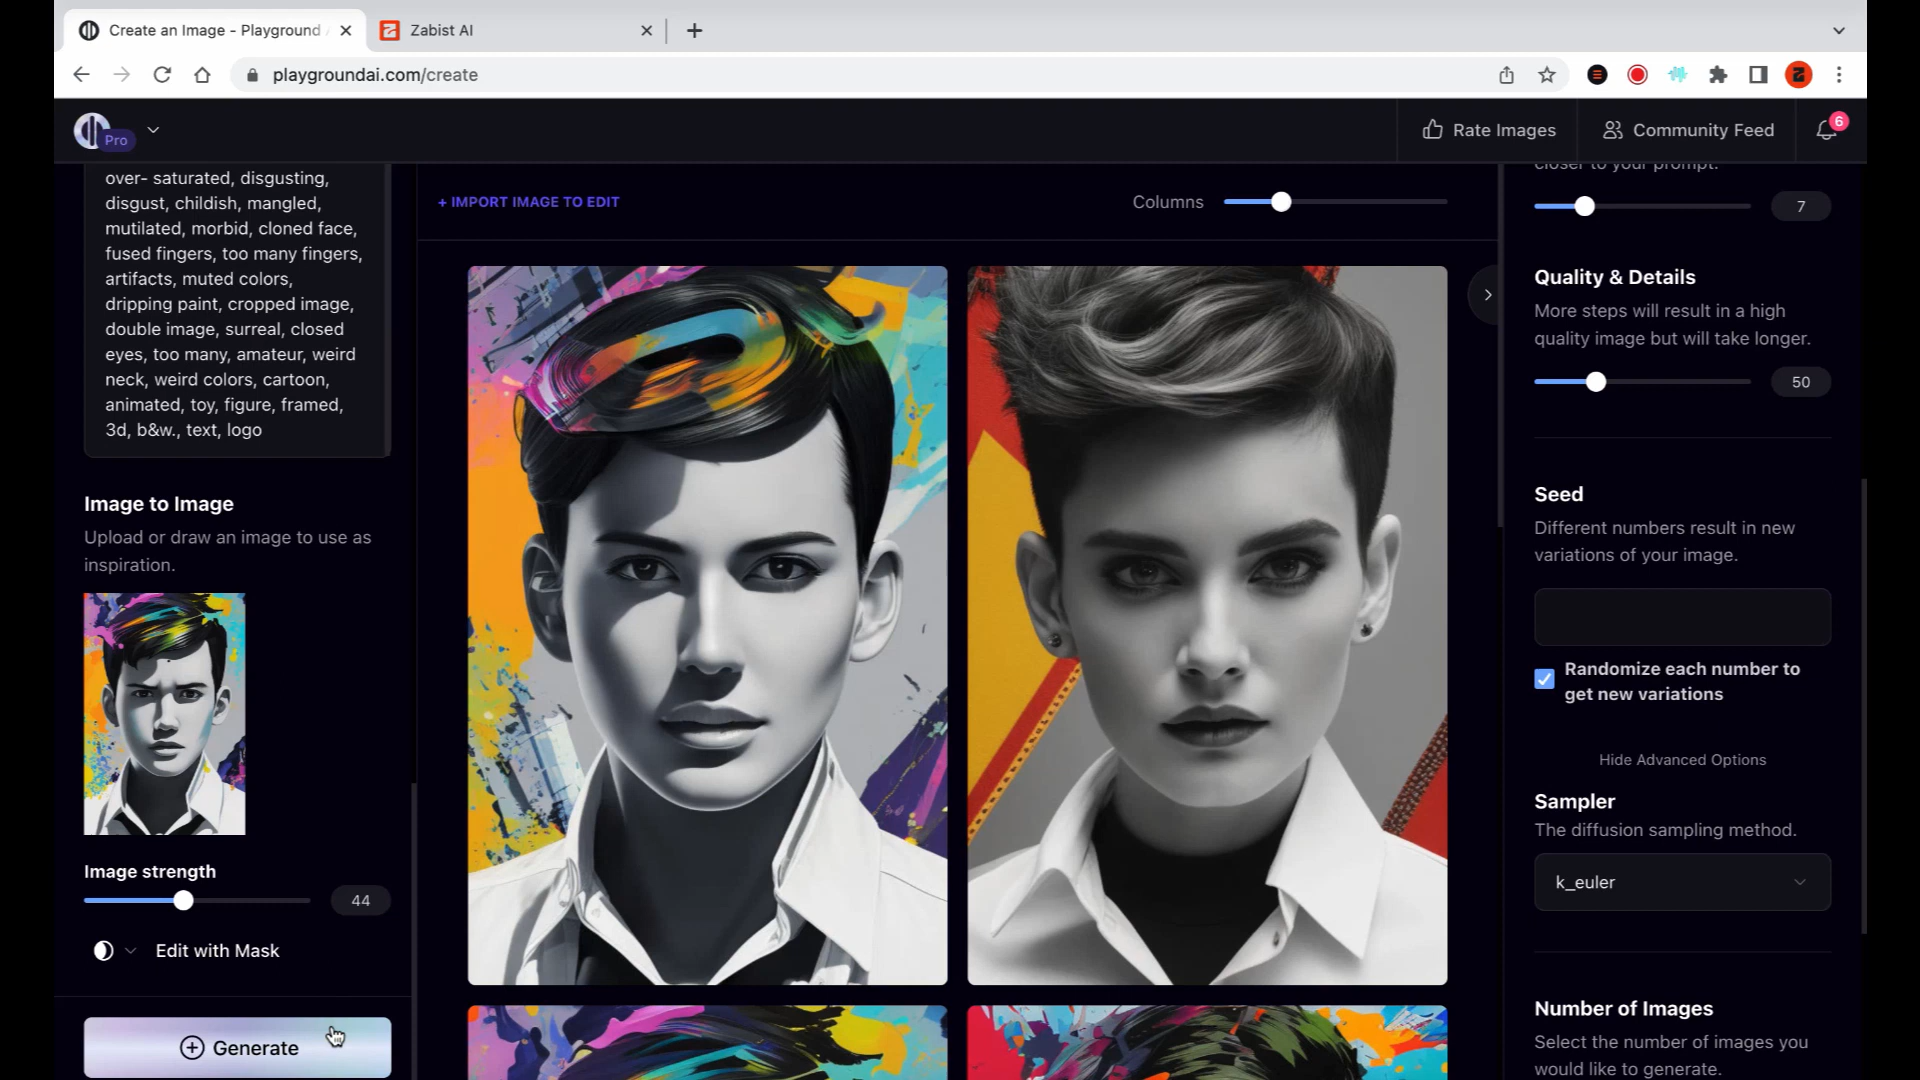 Create an Image - Playground
Zabist AI
playgroundai.com/create
Pro
Rate Images
Community Feed
6
over- saturated, disgusting,
disgust, childish, mangled,
mutilated, morbid, cloned face,
fused fingers, too many fingers,
artifacts, muted colors,
dripping paint, cropped image,
double image, surreal, closed
eyes, too many, amateur, weird
neck, weird colors, cartoon,
animated, toy, figure, framed,
3d, b&w., text, logo
Image to Image
Upload or draw an image to use as
inspiration.
Image strength
44
Edit with Mask
Generate
+ IMPORT IMAGE TO EDIT
Columns
closer to your prompt.
7
Quality & Details
More steps will result in a high
quality image but will take longer.
50
Seed
Different numbers result in new
variations of your image.
Randomize each number to
get new variations
Hide Advanced Options
Sampler
The diffusion sampling method.
k_euler
Number of Images
Select the number of images you
would like to generate.